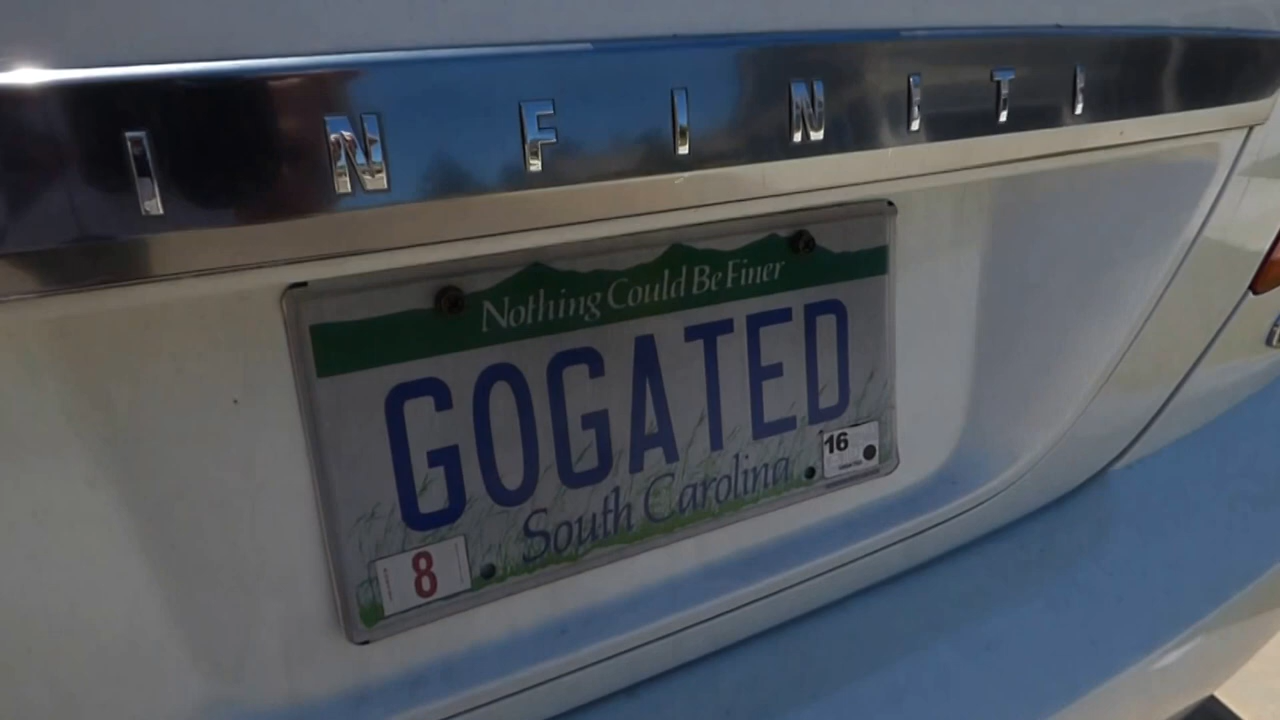 INFINITI
Nothing Could Be Finer
GOGATED
16
South Carolina
8